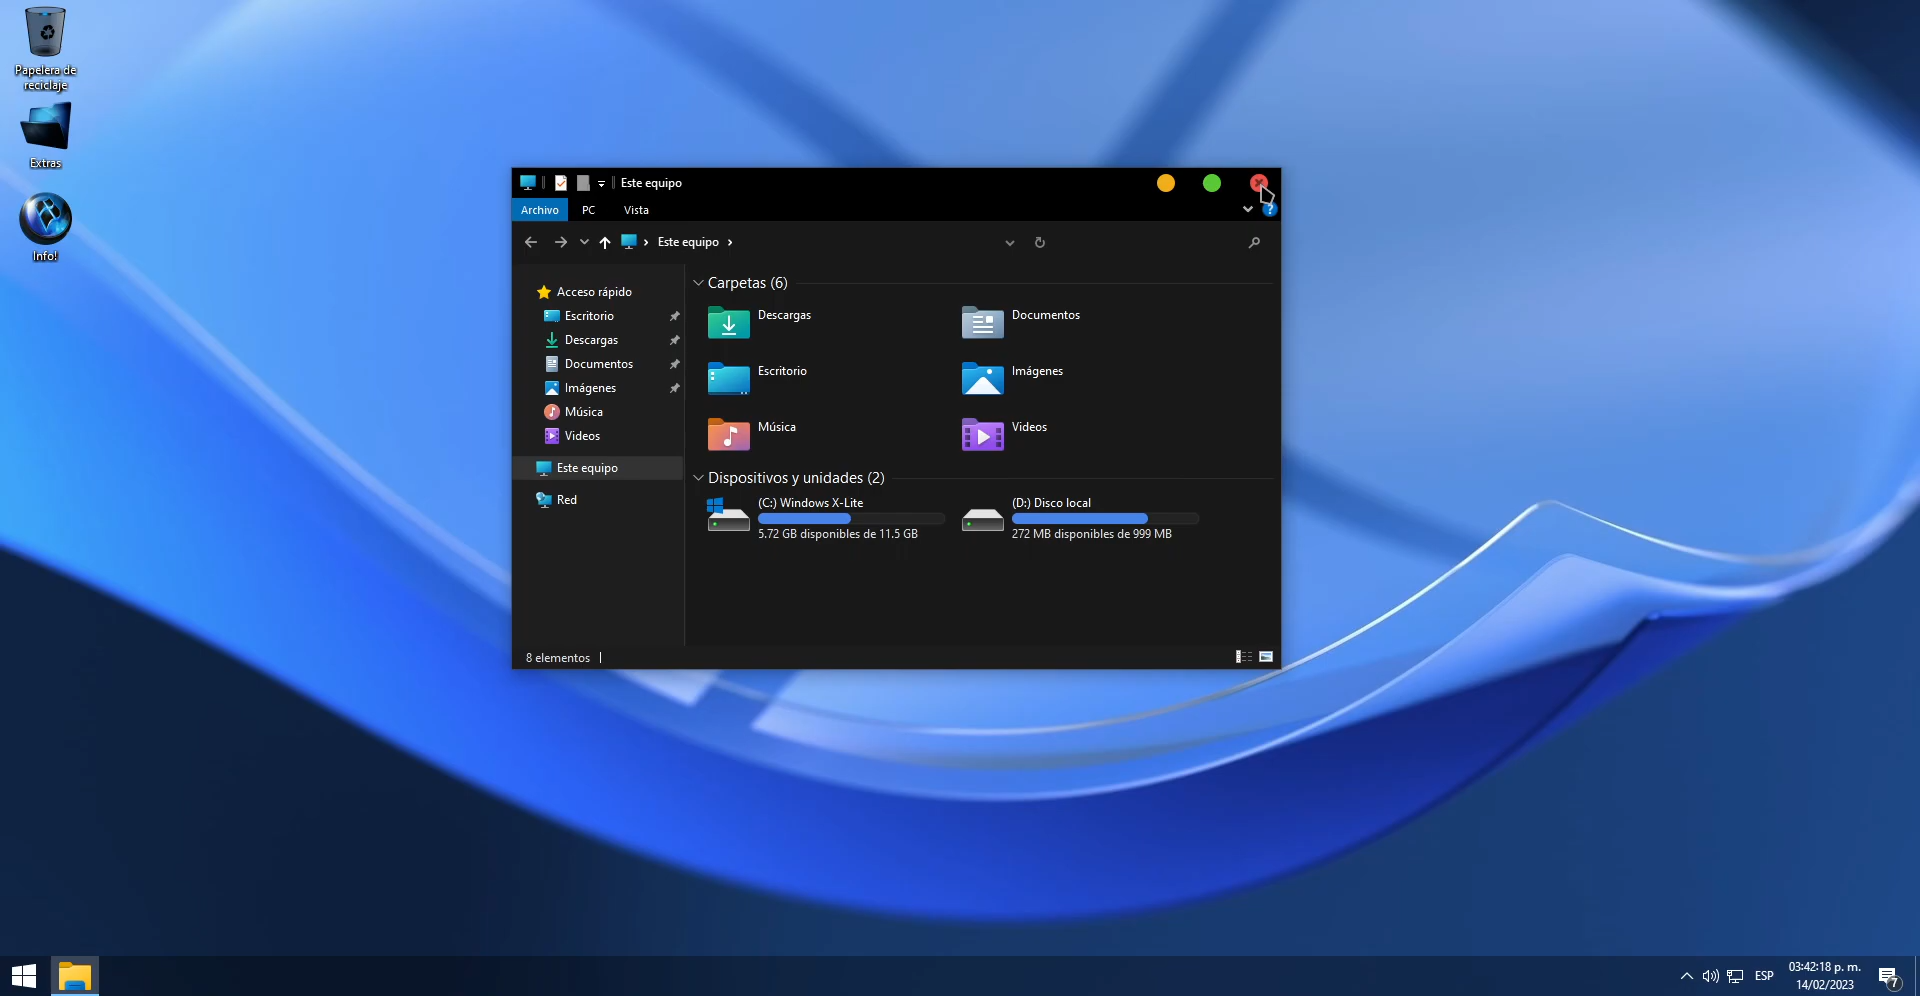 Papelera de
reciclaje
Extras
Info!
Este equipo
Archivo
PC
Vista
?
Este equipo
Acceso rápido
Escritorio
Descargas
Documentos
Imágenes
Música
Videos
Este equipo
Red
Carpetas (6)
Descargas
Documentos
Escritorio
Imágenes
Música
Videos
Dispositivos y unidades (2)
(C:) Windows X-Lite
5.72 GB disponibles de 11.5 GB
(D:) Disco local
272 MB disponibles de 999 MB
8 elementos
ESP
03:42:18 p. m.
14/02/2023
7